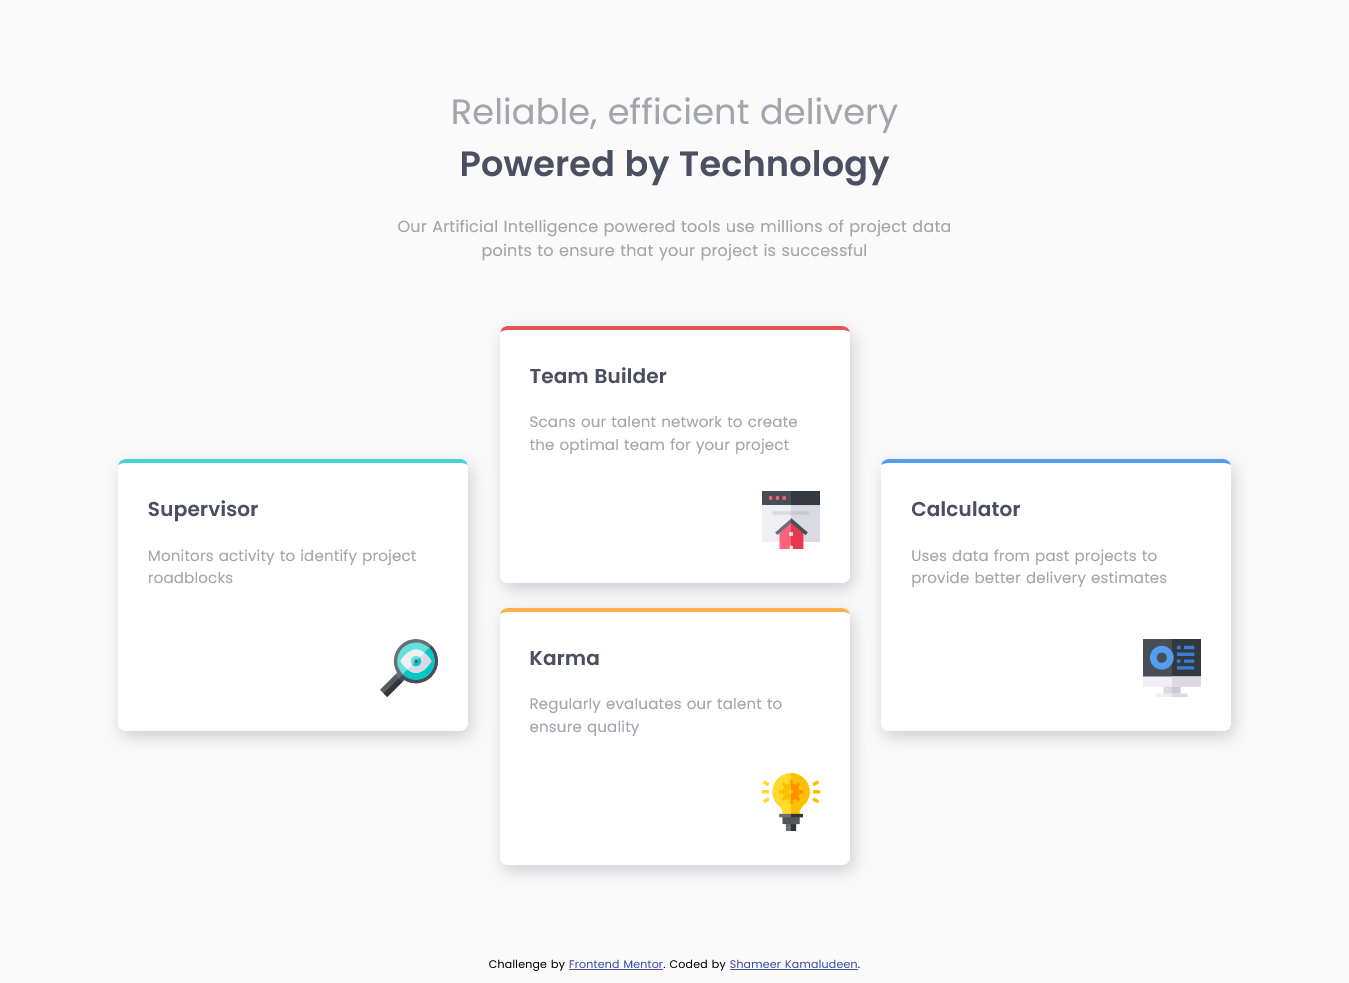 Reliable, efficient delivery
Powered by Technology
Our Artificial Intelligence powered tools use millions of project data
points to ensure that your project is successful
Team Builder
Scans our talent network to create
the optimal team for your project
Supervisor
Monitors activity to identify project
roadblocks
Calculator
Uses data from past projects to
provide better delivery estimates
Karma
Regularly evaluates our talent to
ensure quality
Challenge by Frontend Mentor. Coded by Shameer Kamaludeen.